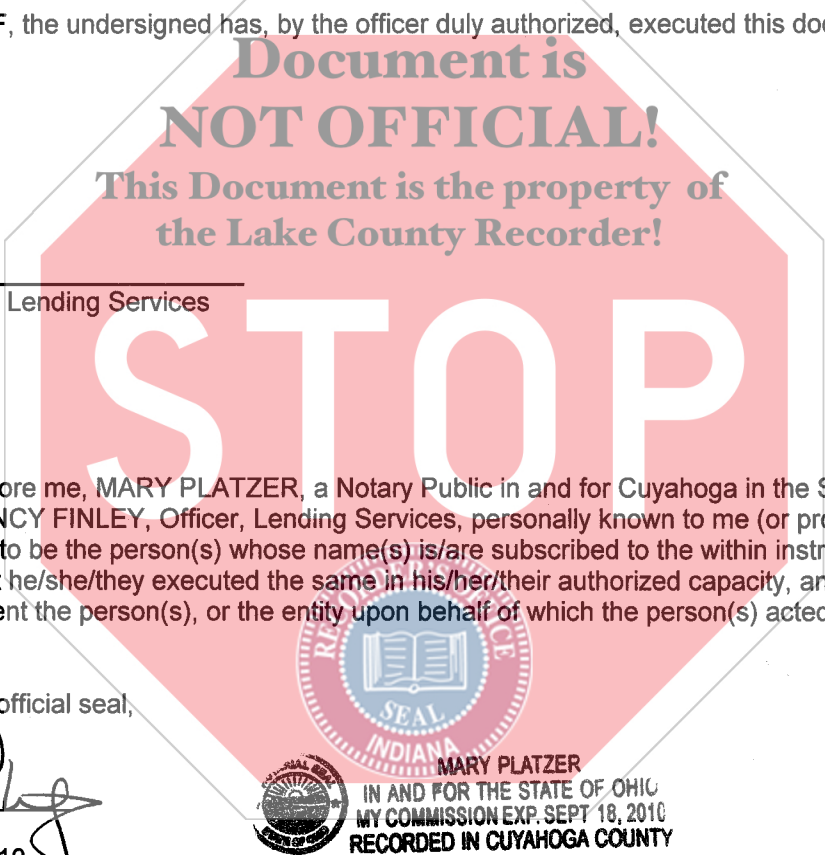 F, the undersigned has, by the officer duly authorized, executed this doc
Document is
NOT OFFICIAL!
This Document is the property of
the Lake County Recorder!
Lending Services
STOP
ore me, MARY PLATZER, a Notary Public in and for Cuyahoga in the S
NCY FINLEY, Officer, Lending Services, personally known to me (or pro
to be the person(s) whose name(s) is/are subscribed to the within instr
t he/she/they executed the same in his/her/their authorized capacity, an
ent the person(s), or the entity upon behalf of which the person(s) acted
official seal,
SEAL
INDIANA
MARY PLATZER
IN AND FOR THE STATE OF OHIO
MY COMMISSION EXP. SEPT 18, 2010
RECORDED IN CUYAHOGA COUNTY